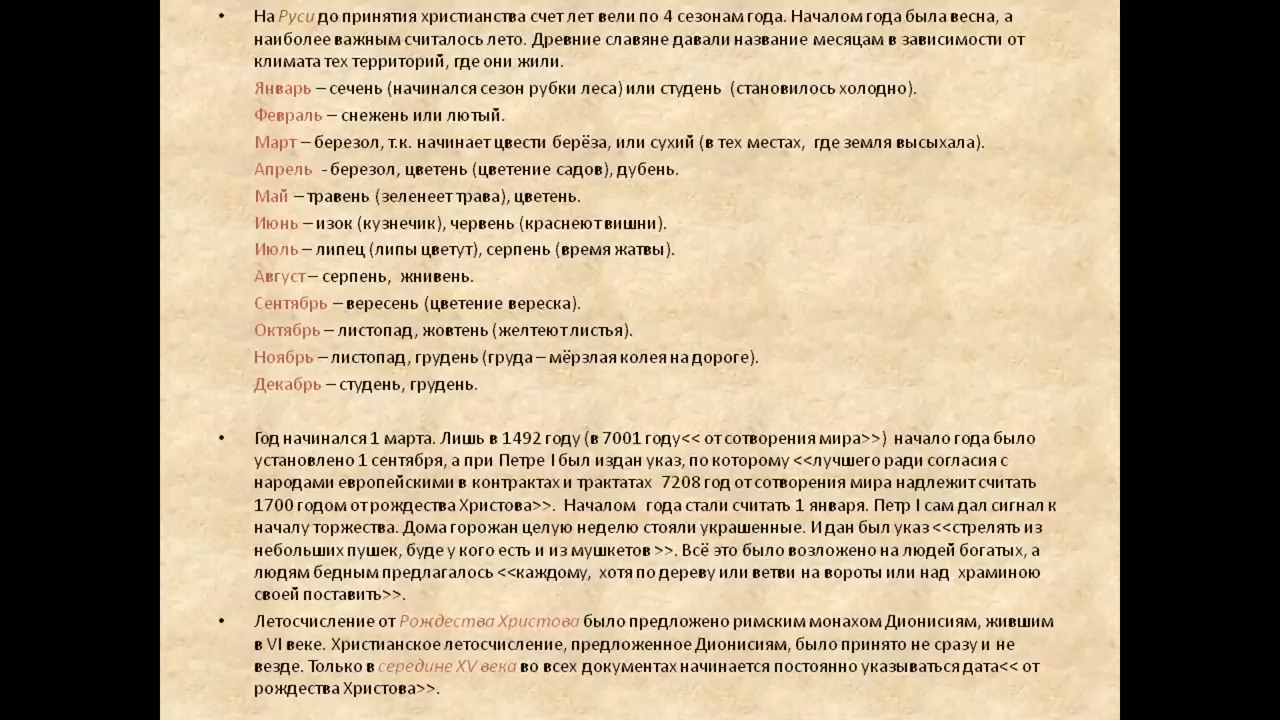 • На Руси до принятия христианства счет лет вели по 4 сезонам года. Началом года была весна, а
наиболее важным считалось лето. Древние славяне давали название месяцам в зависимости от
климата тех территорий, где они жили.
Январь – сечень (начинался сезон рубки леса) или студень (становилось холодно).
Февраль – снежень или лютый.
Март – березол, т.к. начинает цвести берёза, или сухий (в тех местах, где земля высыхала).
Апрель - березол, цветень (цветение садов), дубень.
Май – травень (зеленеет трава), цветень.
Июнь – изок (кузнечик), червень (краснеют вишни).
Июль – липец (липы цветут), серпень (время жатвы).
Август – серпень, жнивень.
Сентябрь – вересень (цветение вереска).
Октябрь – листопад, жовтень (желтеют листья).
Ноябрь – листопад, грудень (груда – мёрзлая колея на дороге).
Декабрь – студень, грудень.
• Год начинался 1 марта. Лишь в 1492 году (в 7001 году<< от сотворения мира>>) начало года было
установлено 1 сентября, а при Петре I был издан указ, по которому <<лучшего ради согласия с
народами европейскими в контрактах и трактатах 7208 год от сотворения мира надлежит считать
1700 годом от рождества Христова>>. Началом года стали считать 1 января. Петр I сам дал сигнал к
началу торжества. Дома горожан целую неделю стояли украшенные. И дан был указ <<стрелять из
небольших пушек, буде у кого есть и из мушкетов >>. Всё это было возложено на людей богатых, а
людям бедным предлагалось <<каждому, хотя по дереву или ветви на вороты или над храминою
своей поставить>>.
• Летосчисление от Рождества Христова было предложено римским монахом Дионисиям, жившим
в VI веке. Христианское летосчисление, предложенное Дионисиям, было принято не сразу и не
везде. Только в середине XV века во всех документах начинается постоянно указываться дата<< от
рождества Христова>>.